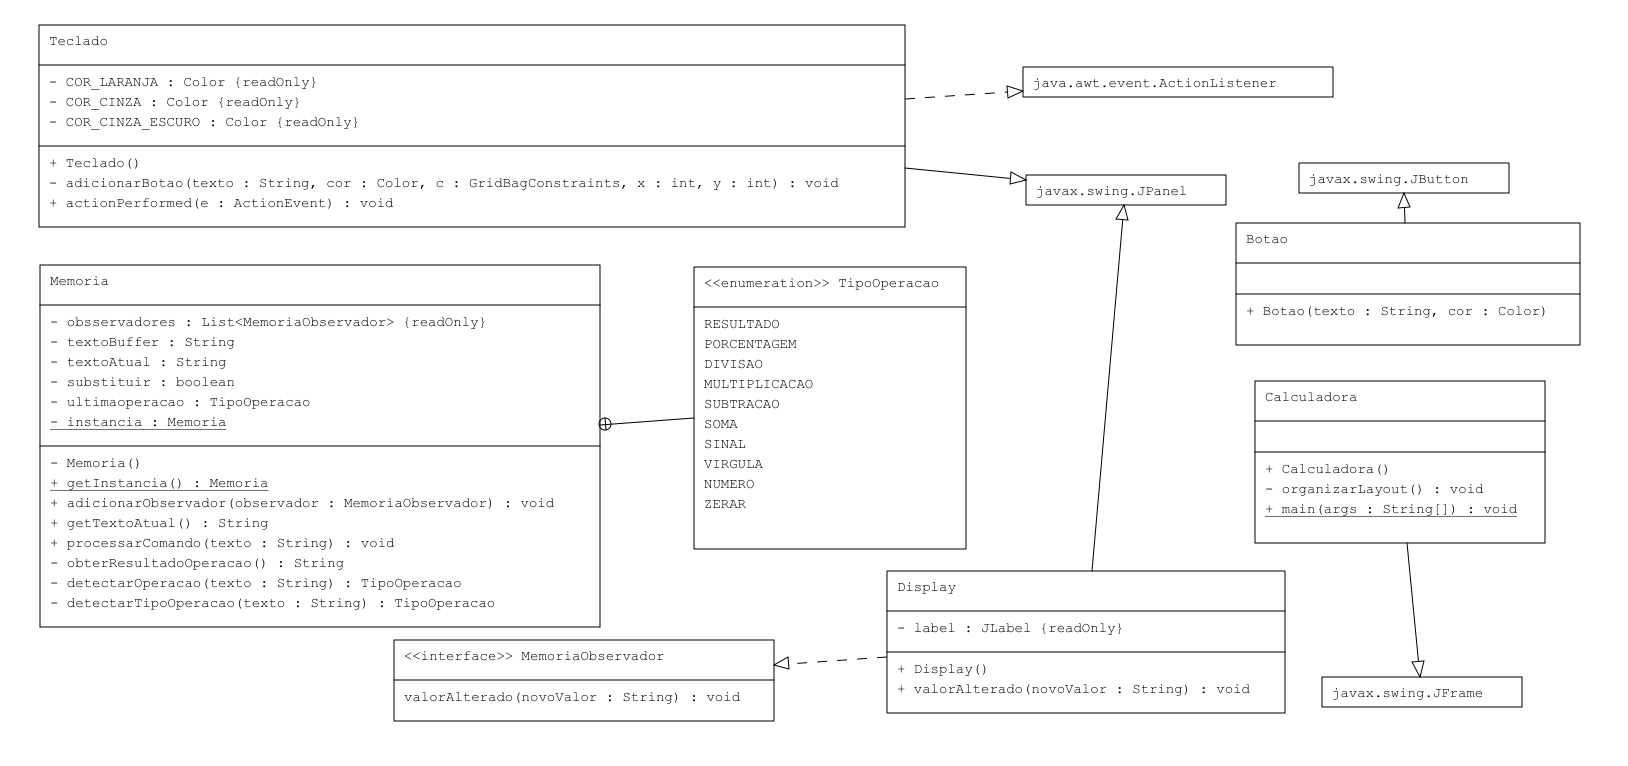 Teclado
- COR_LARANJA : Color {readOnly}
- COR_CINZA : Color {readOnly}
- COR_CINZA_ESCURO : Color {readOnly}
+ Teclado()
- adicionarBotao(texto : String, cor : Color, c : GridBagConstraints, x : int, y : int) : void
+ actionPerformed(e : ActionEvent) : void
java.awt.event.ActionListener
javax.swing.JPanel
javax.swing.JButton
Botao
+ Botao(texto : String, cor : Color)
Memoria
- obsservadores : List<MemoriaObservador> {readOnly}
- textoBuffer : String
- textoAtual : String
- substituir : boolean
- ultimaoperacao : TipoOperacao
- instancia : Memoria
- Memoria()
+ getInstancia() : Memoria
+ adicionarObservador(observador : MemoriaObservador) : void
+ getTextoAtual() : String
+ processarComando(texto : String) : void
- obterResultadoOperacao() : String
- detectarOperacao(texto : String) : TipoOperacao
- detectarTipoOperacao(texto : String) : TipoOperacao
<<enumeration>> TipoOperacao
RESULTADO
PORCENTAGEM
DIVISAO
MULTIPLICACAO
SUBTRACAO
SOMA
SINAL
VIRGULA
NUMERO
ZERAR
Calculadora
+ Calculadora()
- organizarLayout() : void
+ main(args : String[]) : void
Display
- label : JLabel {readOnly}
+ Display()
+ valorAlterado(novoValor : String) : void
<<interface>> MemoriaObservador
valorAlterado(novoValor : String) : void
javax.swing.JFrame